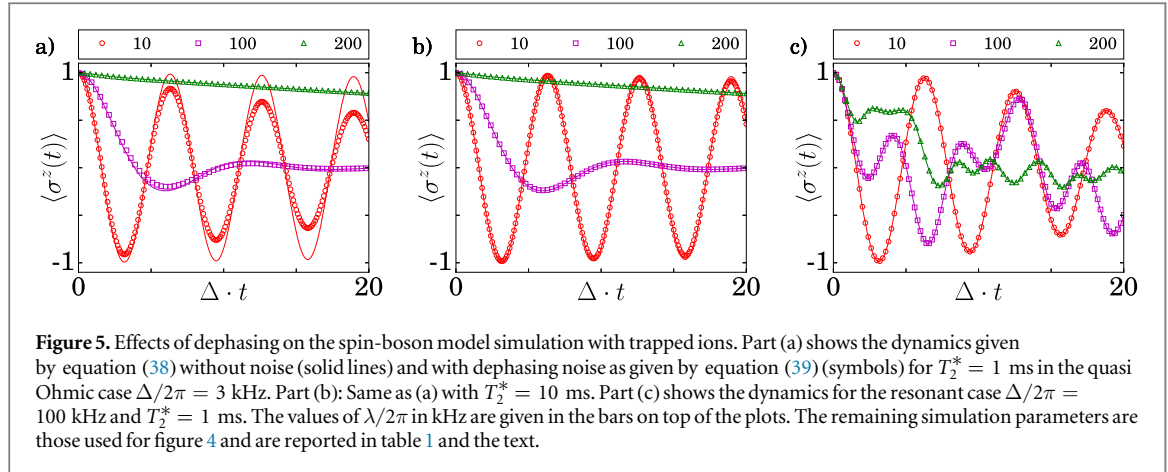 a) 10 100 200
b) 10 100 200
c) 10 100 200
1 1 1
⟨σ^z(t)⟩ ⟨σ^z(t)⟩ ⟨σ^z(t)⟩
-1 -1 -1
0 Δ · t 20 0 Δ · t 20 0 Δ · t 20
Figure 5. Effects of dephasing on the spin-boson model simulation with trapped ions. Part (a) shows the dynamics given
by equation (38) without noise (solid lines) and with dephasing noise as given by equation (39) (symbols) for T₂* = 1 ms in the quasi
Ohmic case Δ/2π = 3 kHz. Part (b): Same as (a) with T₂* = 10 ms. Part (c) shows the dynamics for the resonant case Δ/2π =
100 kHz and T₂* = 1 ms. The values of λ/2π in kHz are given in the bars on top of the plots. The remaining simulation parameters are
those used for figure 4 and are reported in table 1 and the text.